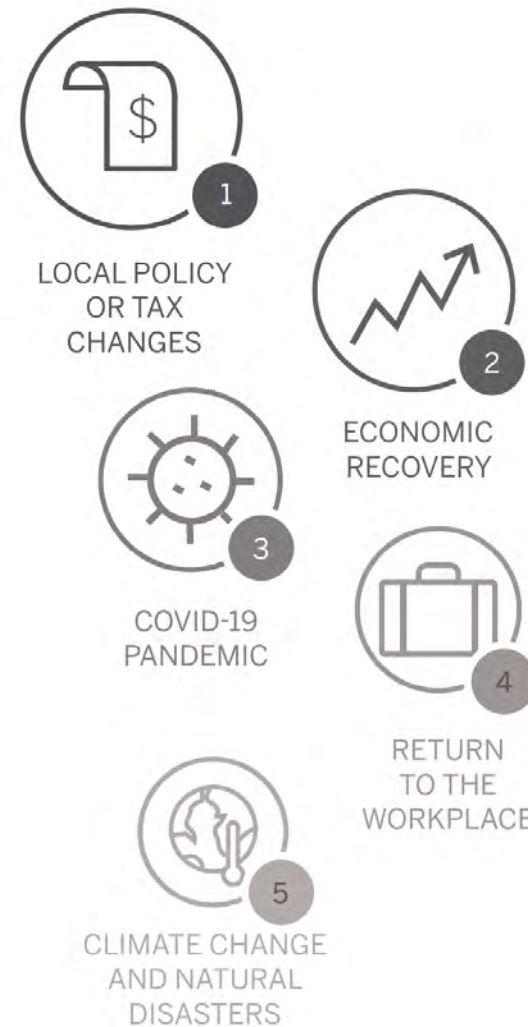 $
1
LOCAL POLICY
OR TAX
CHANGES
2
ECONOMIC
RECOVERY
3
COVID-19
PANDEMIC
4
RETURN
TO THE
WORKPLACE
5
CLIMATE CHANGE
AND NATURAL
DISASTERS